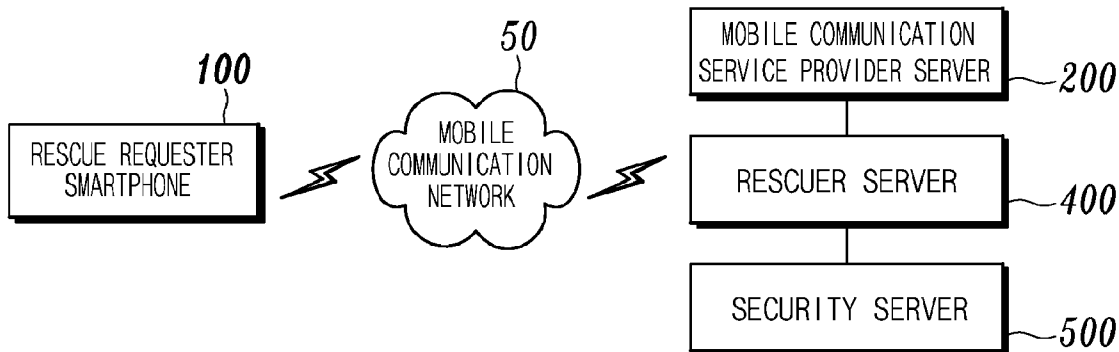 100
RESCUE REQUESTER
SMARTPHONE
50
MOBILE
COMMUNICATION
NETWORK
MOBILE COMMUNICATION
SERVICE PROVIDER SERVER
200
RESCUER SERVER
400
SECURITY SERVER
500